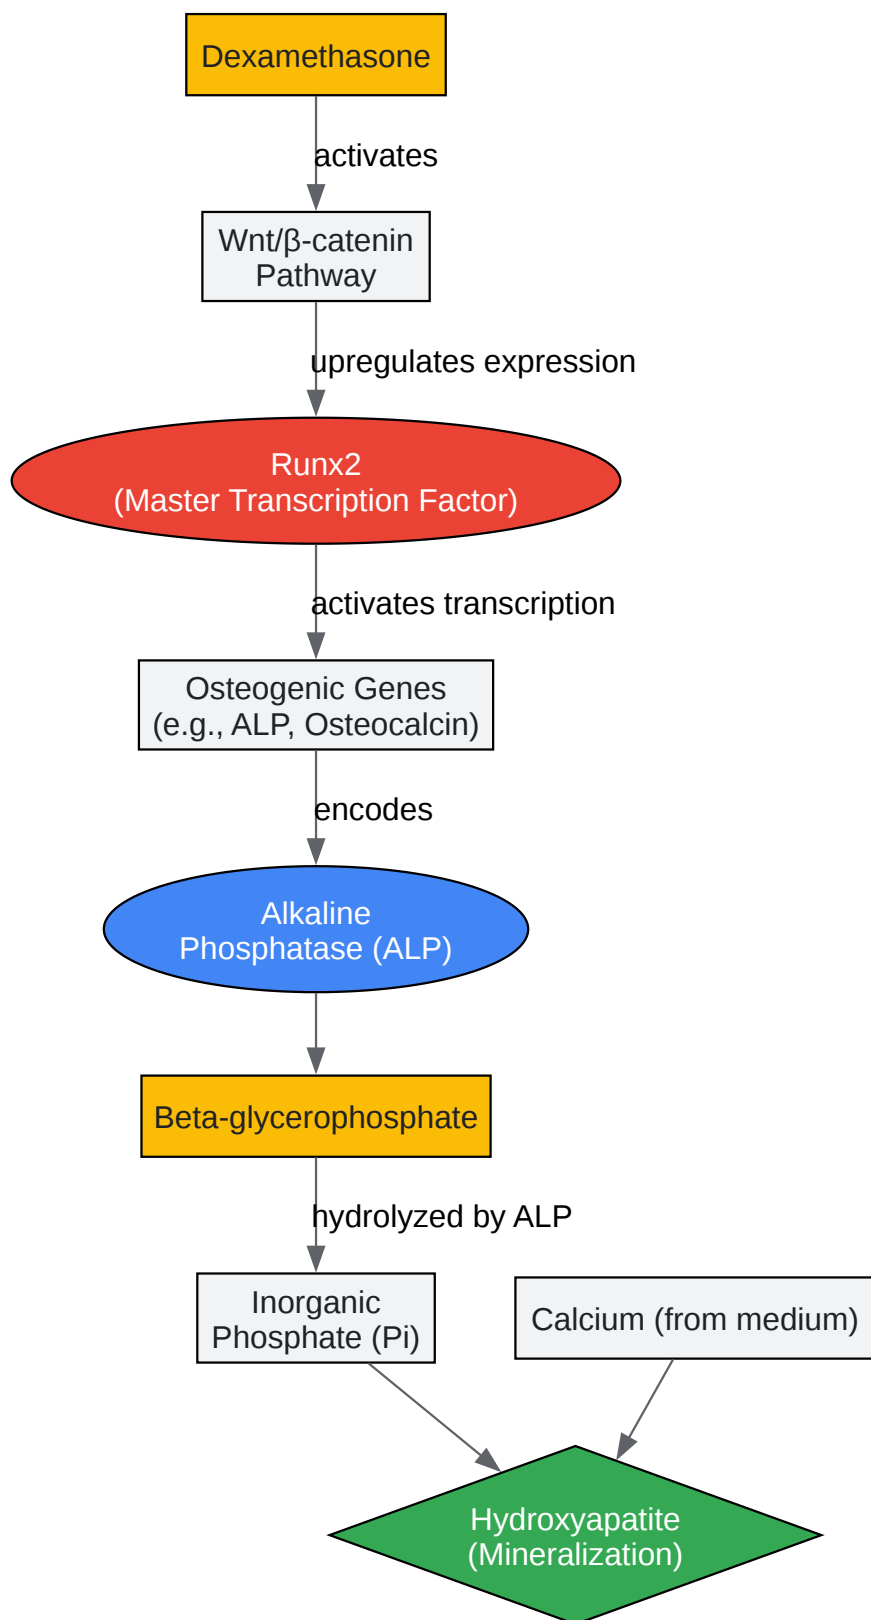 Dexamethasone
activates
Wnt/β-catenin
Pathway
upregulates expression
Runx2
(Master Transcription Factor)
activates transcription
Osteogenic Genes
(e.g., ALP, Osteocalcin)
encodes
Alkaline
Phosphatase (ALP)
Beta-glycerophosphate
hydrolyzed by ALP
Inorganic
Phosphate (Pi)
Calcium (from medium)
Hydroxyapatite
(Mineralization)